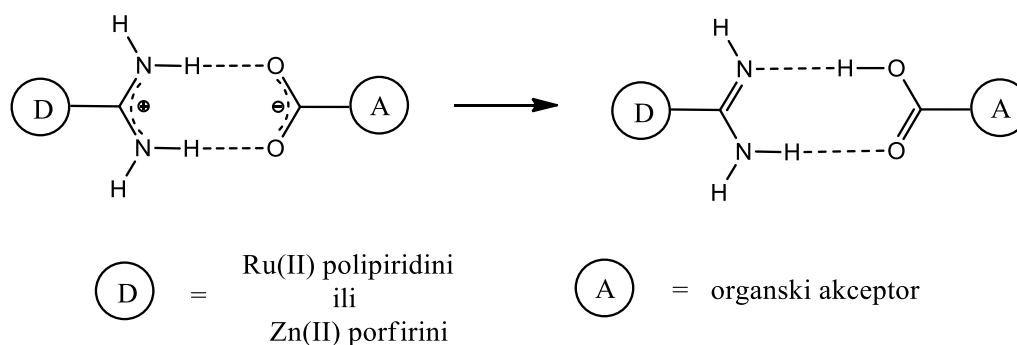 H
N H O
D ⊕ ⊖ A
N H O
H
H
N H O
D A
N H O
H
D = Ru(II) polipiridini
ili
Zn(II) porfirini
A = organski akceptor